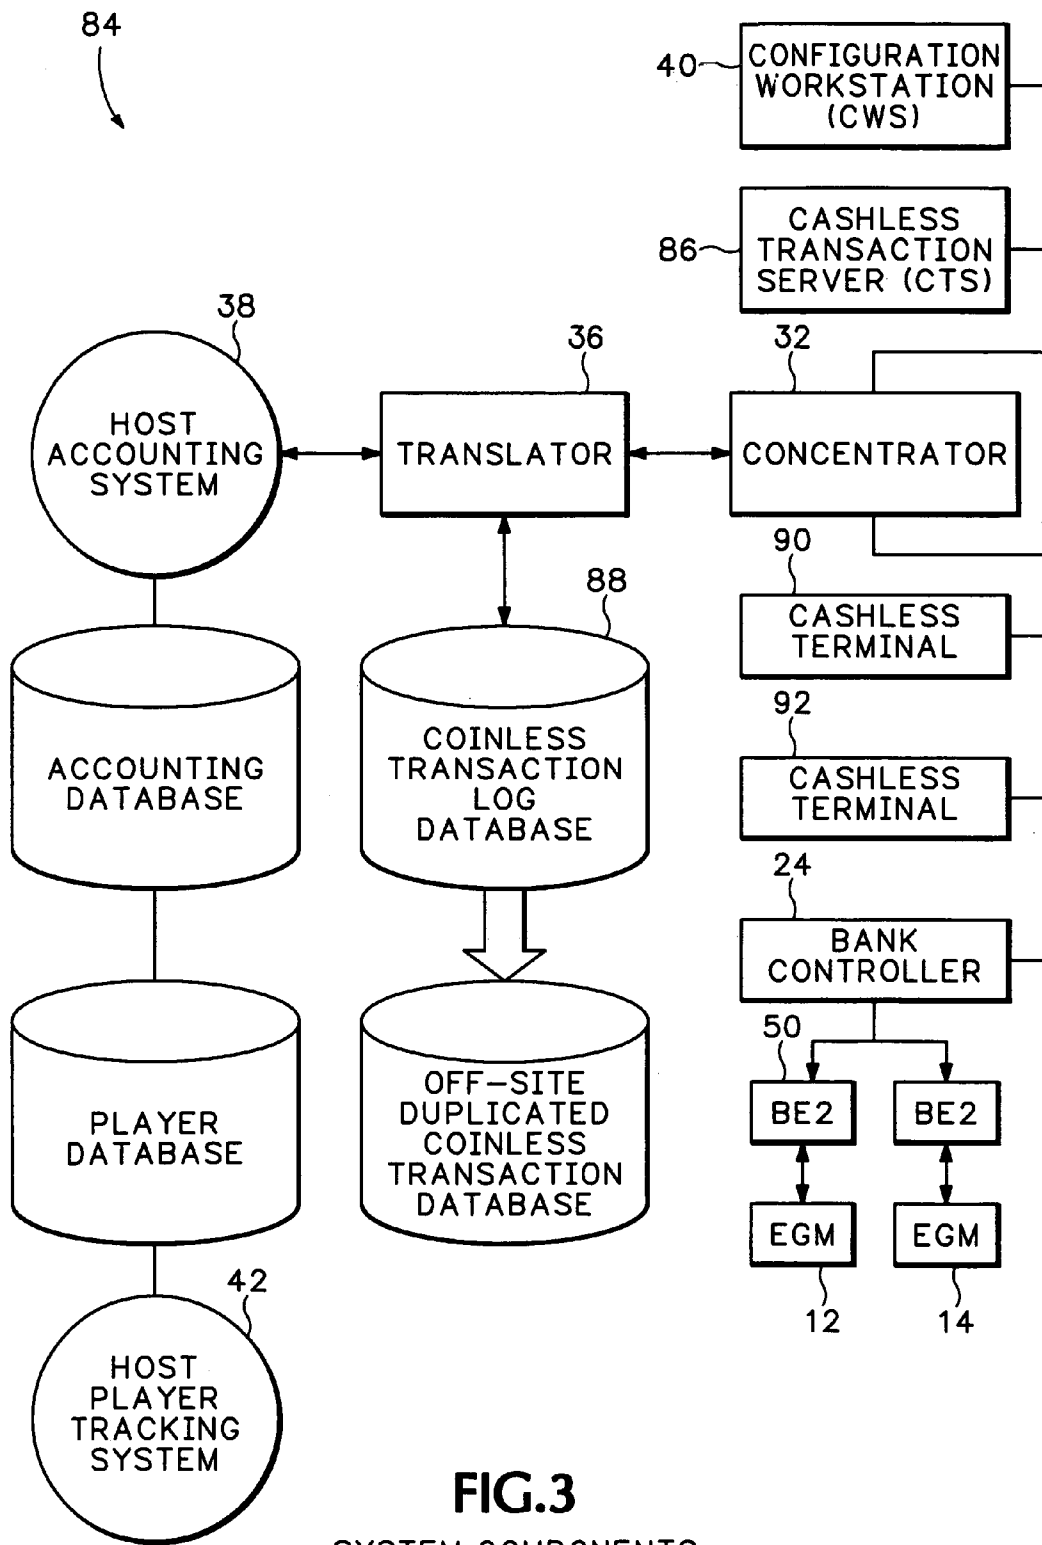 84
40
CONFIGURATION
WORKSTATION
(CWS)
86
CASHLESS
TRANSACTION
SERVER (CTS)
38
HOST
ACCOUNTING
SYSTEM
36
TRANSLATOR
32
CONCENTRATOR
90
CASHLESS
TERMINAL
88
ACCOUNTING
DATABASE
COINLESS
TRANSACTION
LOG
DATABASE
92
CASHLESS
TERMINAL
24
BANK
CONTROLLER
50
BE2
BE2
PLAYER
DATABASE
OFF-SITE
DUPLICATED
COINLESS
TRANSACTION
DATABASE
EGM
EGM
12
14
42
HOST
PLAYER
TRACKING
SYSTEM
FIG.3
SYSTEM COMPONENTS